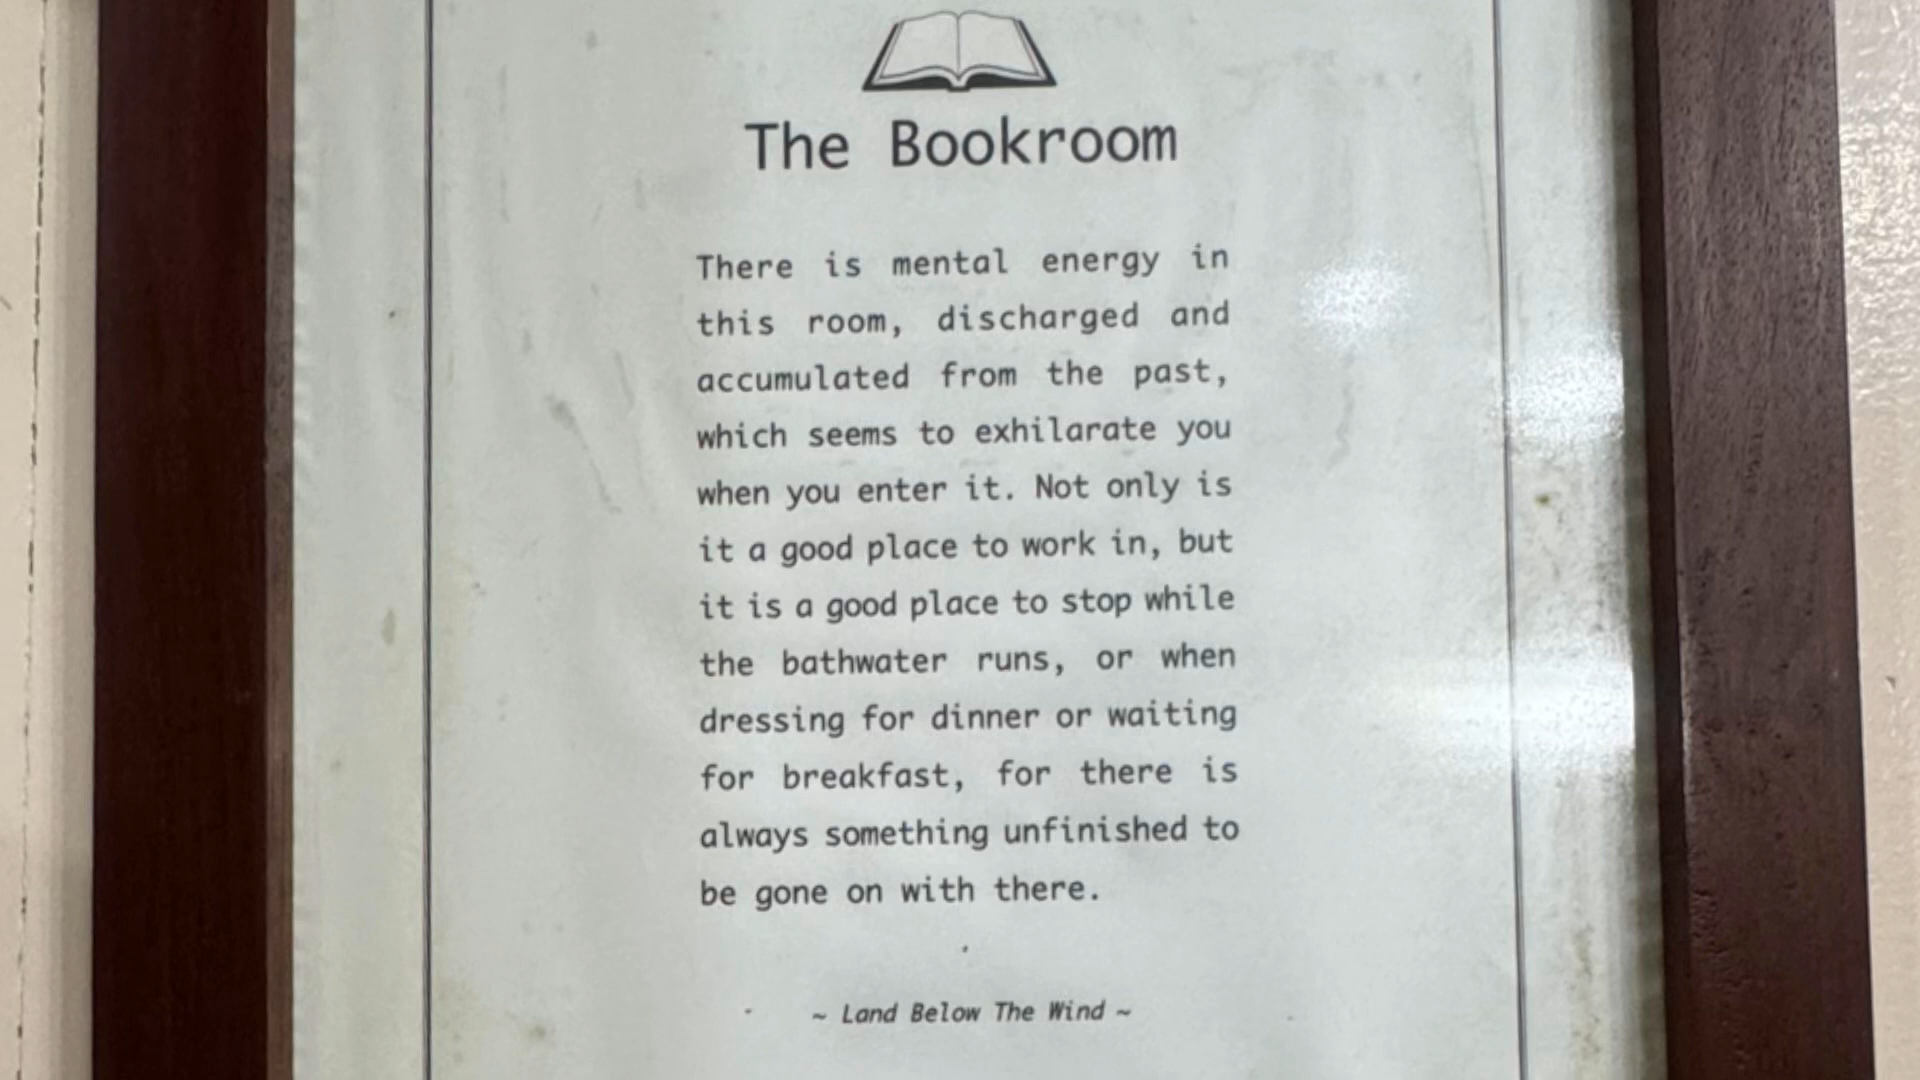 The Bookroom
There is mental energy in
this room, discharged and
accumulated from the past,
which seems to exhilarate you
when you enter it. Not only is
it a good place to work in, but
it is a good place to stop while
the bathwater runs, or when
dressing for dinner or waiting
for breakfast, for there is
always something unfinished to
be gone on with there.
~ Land Below The Wind ~